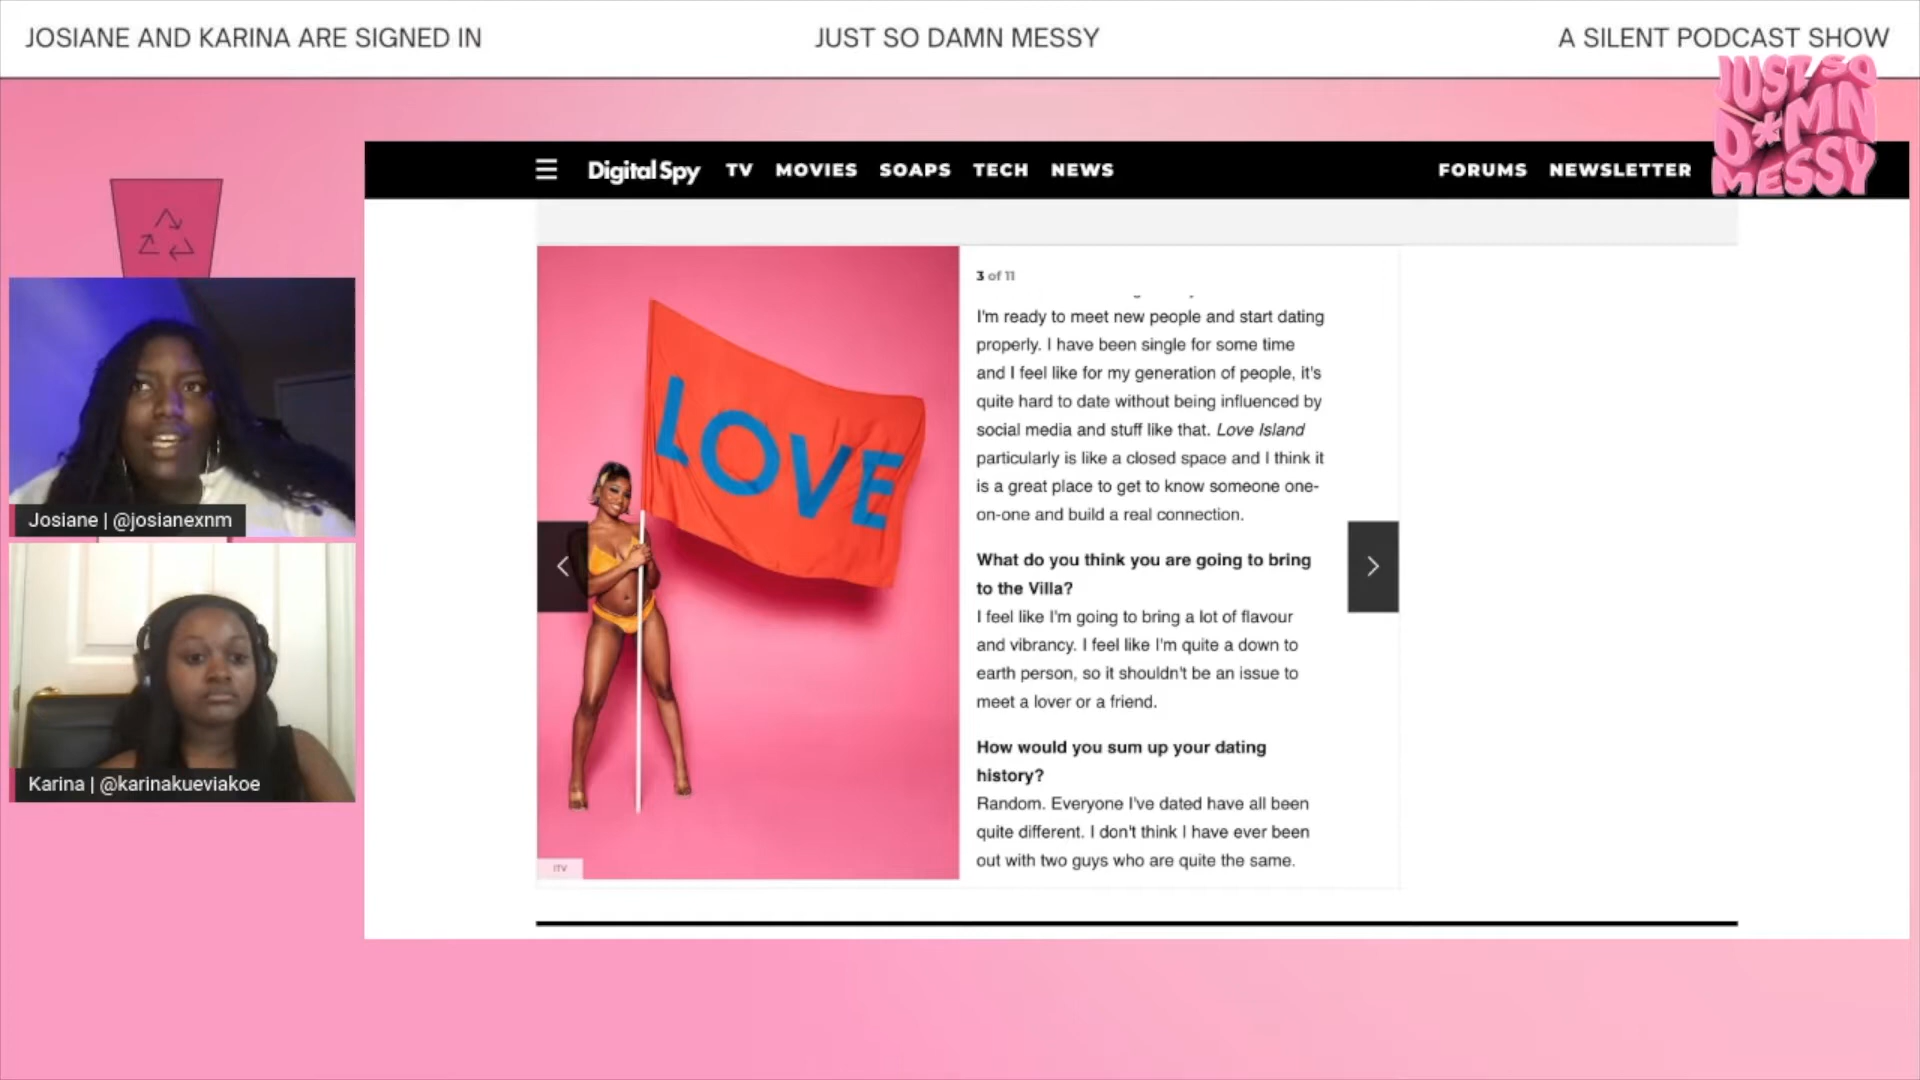 JOSIANE AND KARINA ARE SIGNED IN
JUST SO DAMN MESSY
A SILENT PODCAST SHOW
JUST SO
D*MN
MESSY
Digital Spy
TV
MOVIES
SOAPS
TECH
NEWS
FORUMS
NEWSLETTER
Josiane | @josianexnm
Karina | @karinakueviakoe
LOVE
ITV
3 of 11
I'm ready to meet new people and start dating
properly. I have been single for some time
and I feel like for my generation of people, it's
quite hard to date without being influenced by
social media and stuff like that. Love Island
particularly is like a closed space and I think it
is a great place to get to know someone one-
on-one and build a real connection.
What do you think you are going to bring
to the Villa?
I feel like I'm going to bring a lot of flavour
and vibrancy. I feel like I'm quite a down to
earth person, so it shouldn't be an issue to
meet a lover or a friend.
How would you sum up your dating
history?
Random. Everyone I've dated have all been
quite different. I don't think I have ever been
out with two guys who are quite the same.